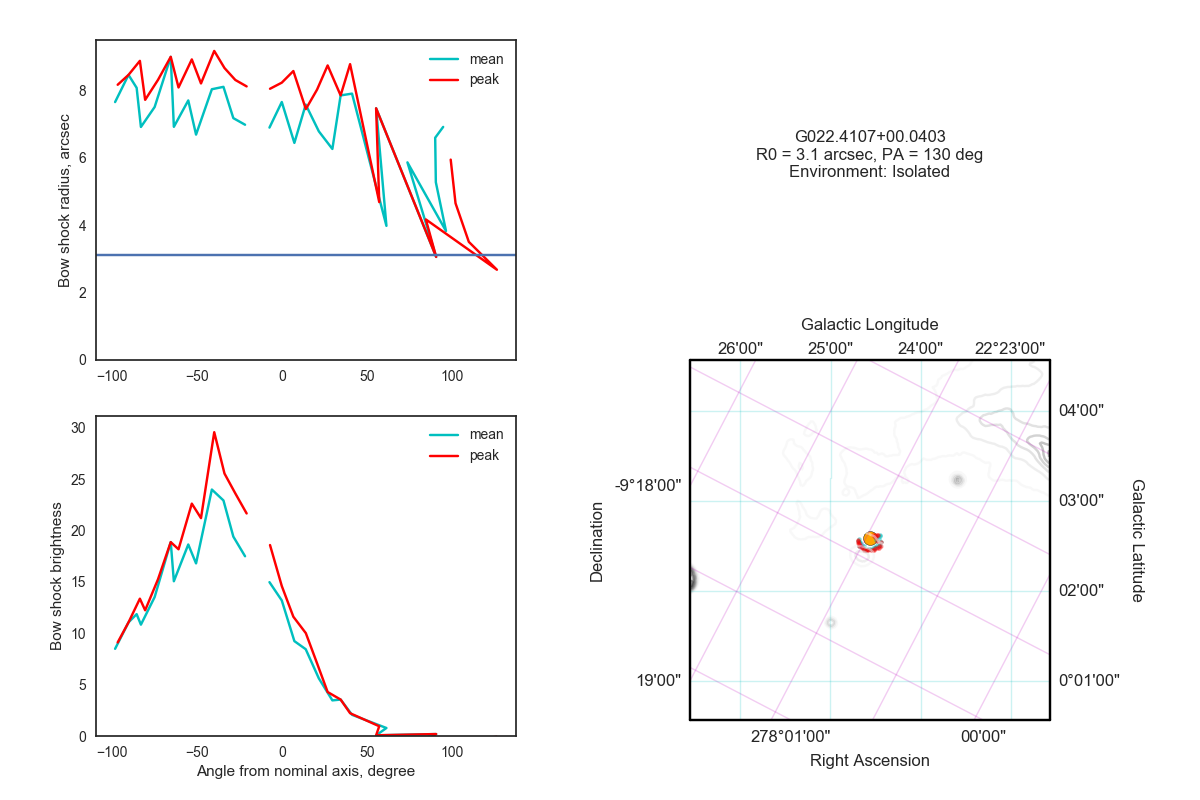 Bow shock radius, arcsec
8
6
4
2
0
mean
peak
−100
−50
0
50
100
G022.4107+00.0403
R0 = 3.1 arcsec, PA = 130 deg
Environment: Isolated
Bow shock brightness
30
25
20
15
10
5
0
mean
peak
−100
−50
0
50
100
Angle from nominal axis, degree
Galactic Longitude
26'00"
25'00"
24'00"
22°23'00"
Declination
-9°18'00"
19'00"
04'00"
03'00"
02'00"
0°01'00"
Galactic Latitude
278°01'00"
00'00"
Right Ascension